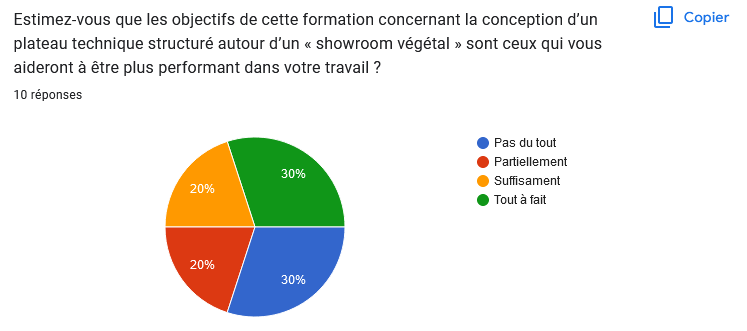 Estimez-vous que les objectifs de cette formation concernant la conception d’un
plateau technique structuré autour d’un « showroom végétal » sont ceux qui vous
aideront à être plus performant dans votre travail ?
Copier
10 réponses
Pas du tout
Partiellement
Suffisament
Tout à fait
30%
20%
20%
30%